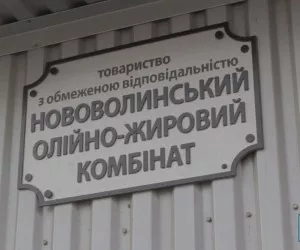 товариство
з обмеженою відповідальністю
НОВОВОЛИНСЬКИЙ
ОЛІЙНО-ЖИРОВИЙ
КОМБІНАТ